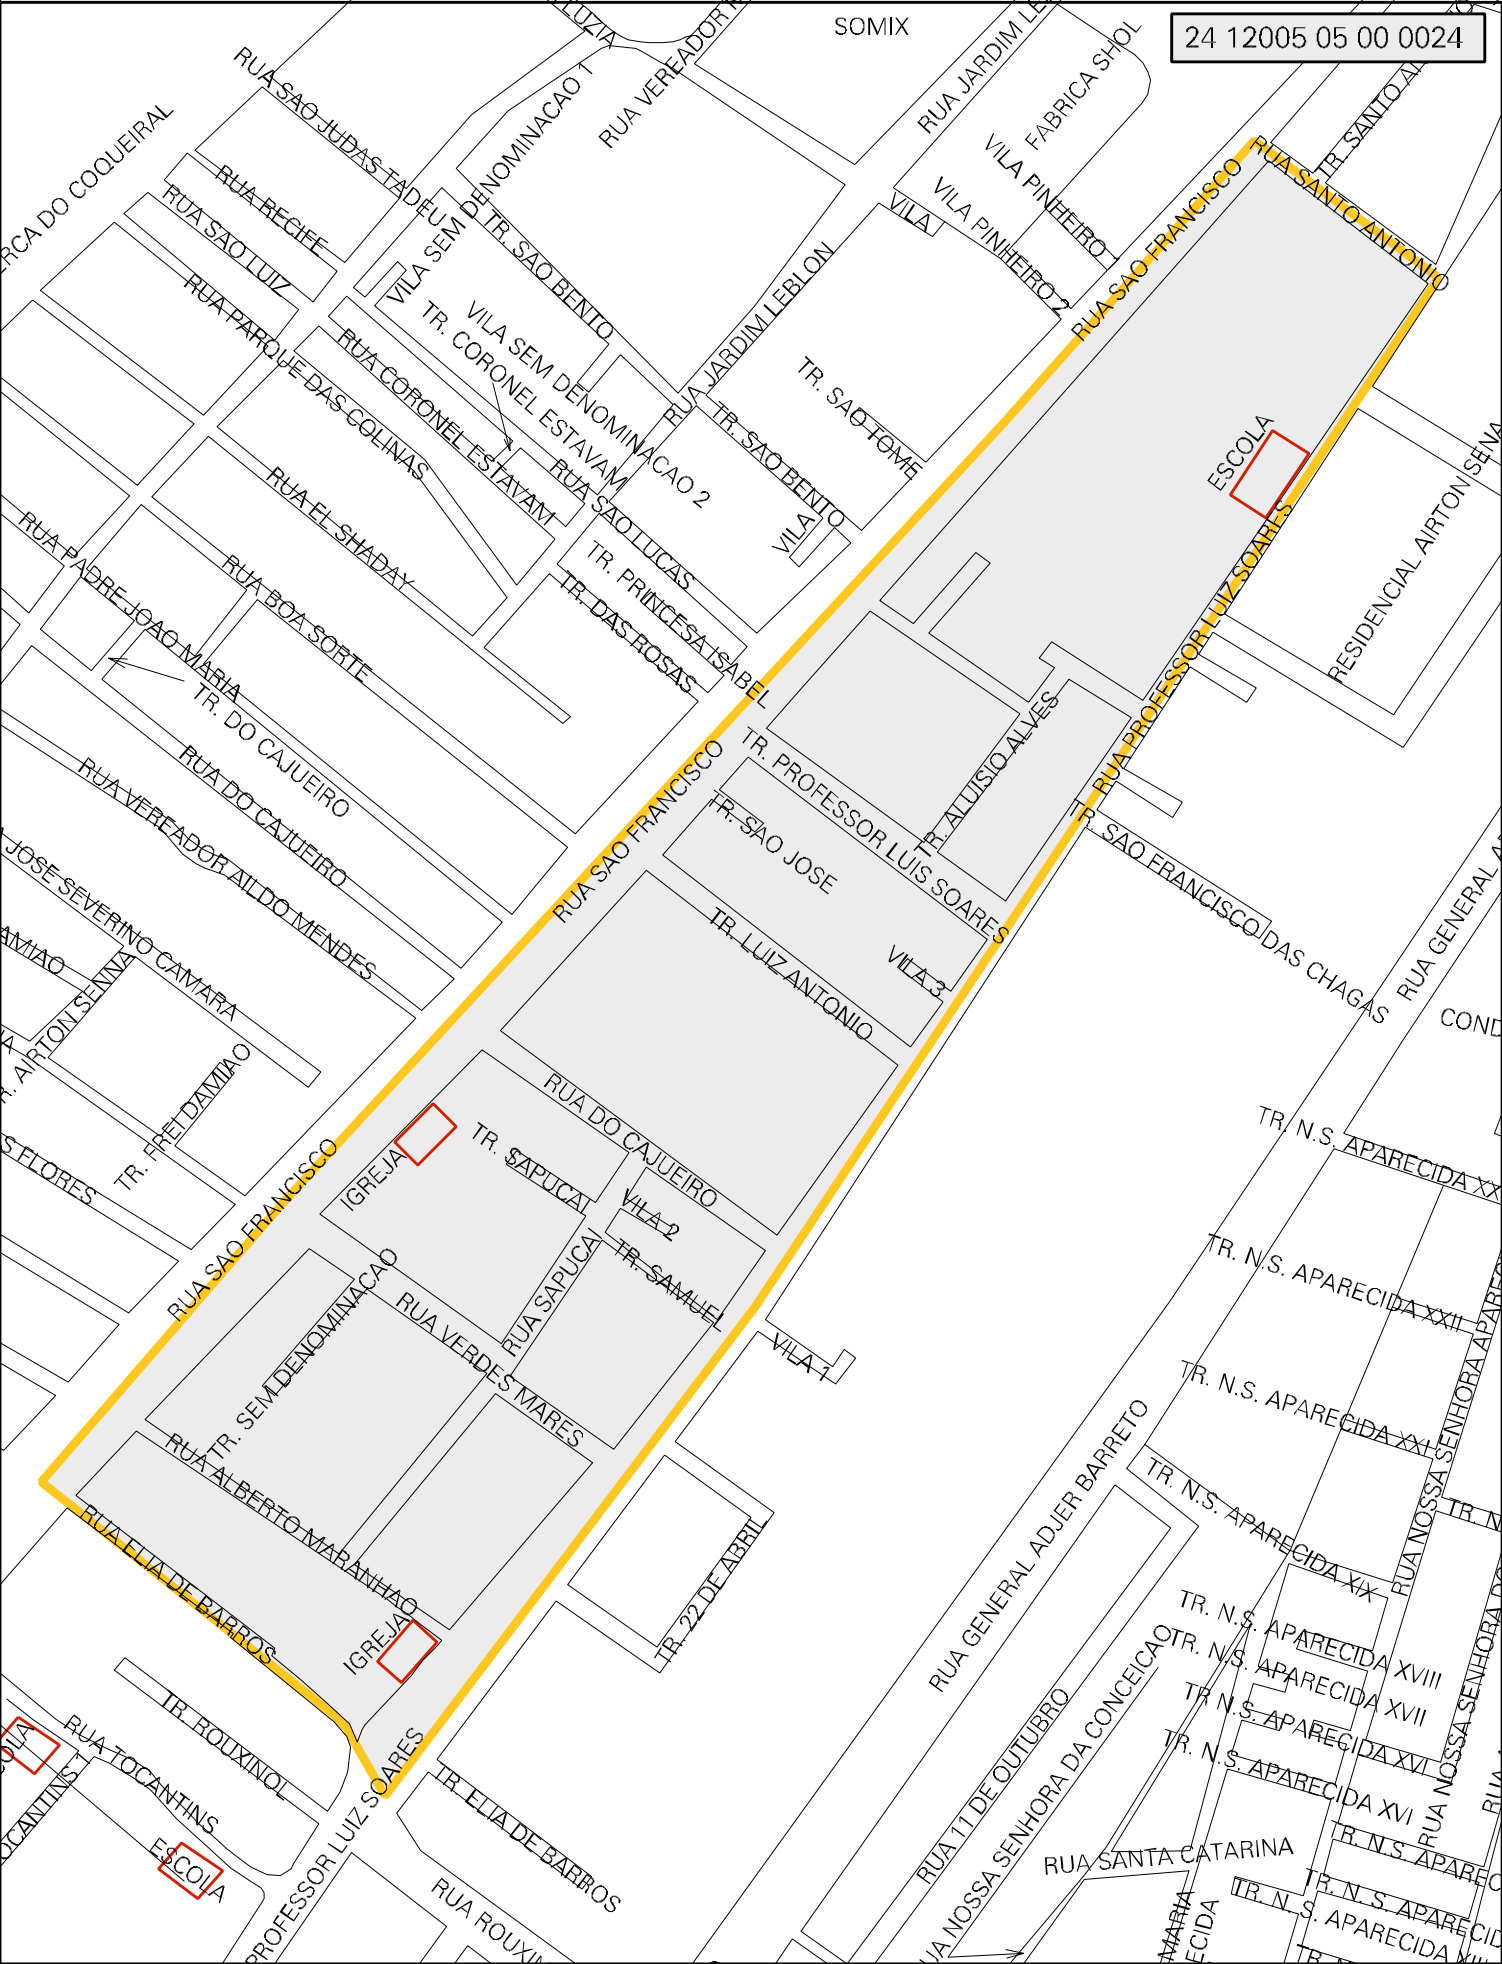 24 12005 05 00 0024
SOMIX
RUA VEREADOR
RUA JARDIM
FABRICA SHOL
TR. SANTO
RUA SAO JUDAS TADEU
VILA SEM DENOMINACAO 1
VILA PINHEIRO 1
RUA SANTO ANTONIO
RUA RECIFE
RUA SAO LUIZ
TR. SAO BENTO
VILA
VILA PINHEIRO 2
RUA SAO FRANCISCO
DO COQUEIRAL
RUA PARQUE DAS COLINAS
RUA CORONEL ESTAVAM
TR. CORONEL ESTAVAM
VILA SEM DENOMINACAO 2
RUA JARDIM LEBLON
TR. SAO TOME
TR. SAO BENTO
VILA
ESCOLA
RUA EL SHADAY
RUA SAO LUCAS
TR. PRINCESA ISABEL
TR. DAS ROSAS
RESIDENCIAL AIRTON SENA
RUA PADRE JOAO MARIA
RUA BOA SORTE
TR. DO CAJUEIRO
RUA PROFESSOR LUIZ SOARES
RUA DO CAJUEIRO
RUA VEREADOR AILDO MENDES
RUA SAO FRANCISCO
TR. PROFESSOR LUIS SOARES
TR. ALUISIO ALVES
TR. SAO JOSE
TR. SAO FRANCISCO DAS CHAGAS
JOSE SEVERINO CAMARA
TR. LUIZ ANTONIO
VILA 3
RUA GENERAL
AIRTON SENNA
TR. FREI DAMIAO
FLORES
RUA DO CAJUEIRO
IGREJA
TR. SAPUCAI
VILA 2
TR. SAMUEL
RUA SAPUCAI
RUA SAO FRANCISCO
TR. SEM DENOMINACAO
RUA VERDES MARES
VILA 1
TR. N.S. APARECIDA XXII
TR. N.S. APARECIDA XXI
RUA NOSSA SENHORA
RUA ALBERTO MARANHAO
RUA ELIA DE BARROS
IGREJA
TR. 22 DE ABRIL
RUA GENERAL ADJER BARRETO
TR. N.S. APARECIDA XIX
TR. N.S. APARECIDA XVIII
TR. N.S. APARECIDA XVII
TR. N.S. APARECIDA XVI
TR. N.S. APARECIDA XVI
RUA NOSSA SENHORA
TR. ROUXINOL
RUA TOCANTINS
ESCOLA
PROFESSOR LUIZ SOARES
TR. ELIA DE BARROS
RUA 11 DE OUTUBRO
NOSSA SENHORA DA CONCEICAO
RUA SANTA CATARINA
TR. N. S. APARECIDA
MARIA